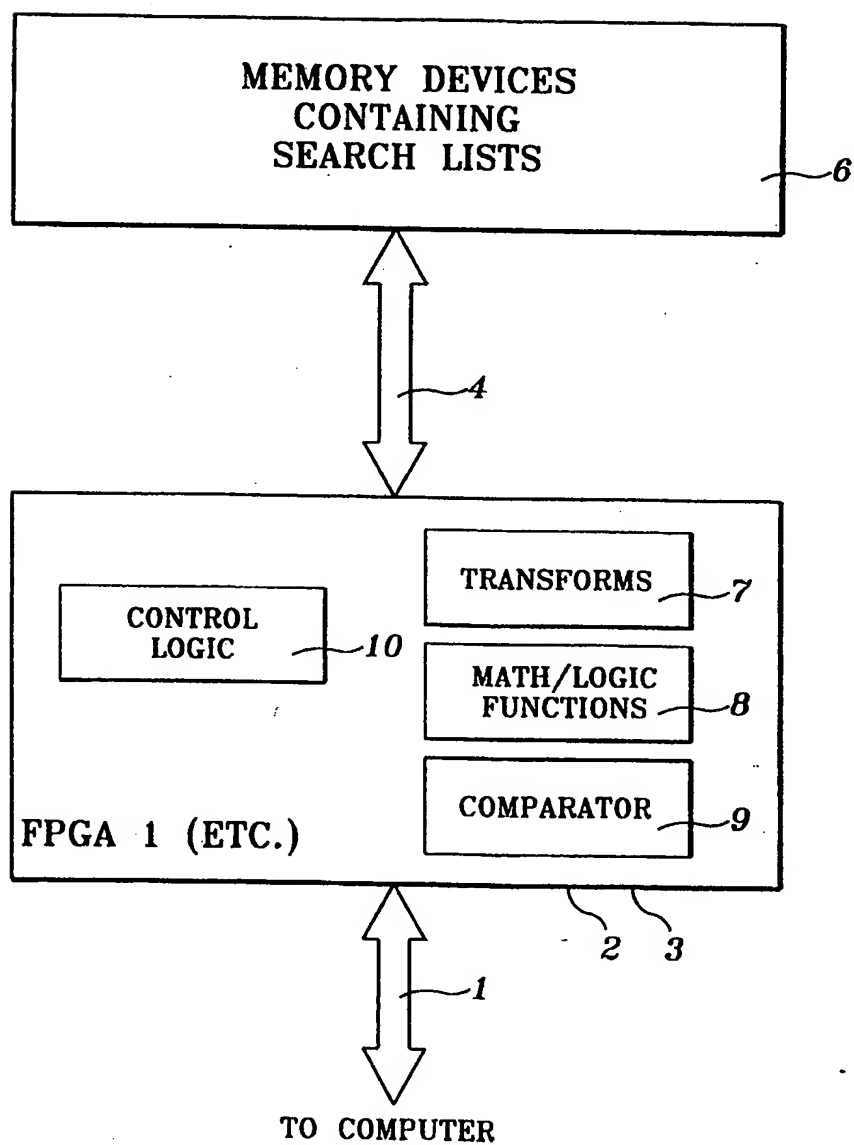 MEMORY DEVICES
CONTAINING
SEARCH LISTS
6
4
TRANSFORMS
7
CONTROL
LOGIC
10
MATH/LOGIC
FUNCTIONS
8
COMPARATOR
9
FPGA 1 (ETC.)
2
3
1
TO COMPUTER